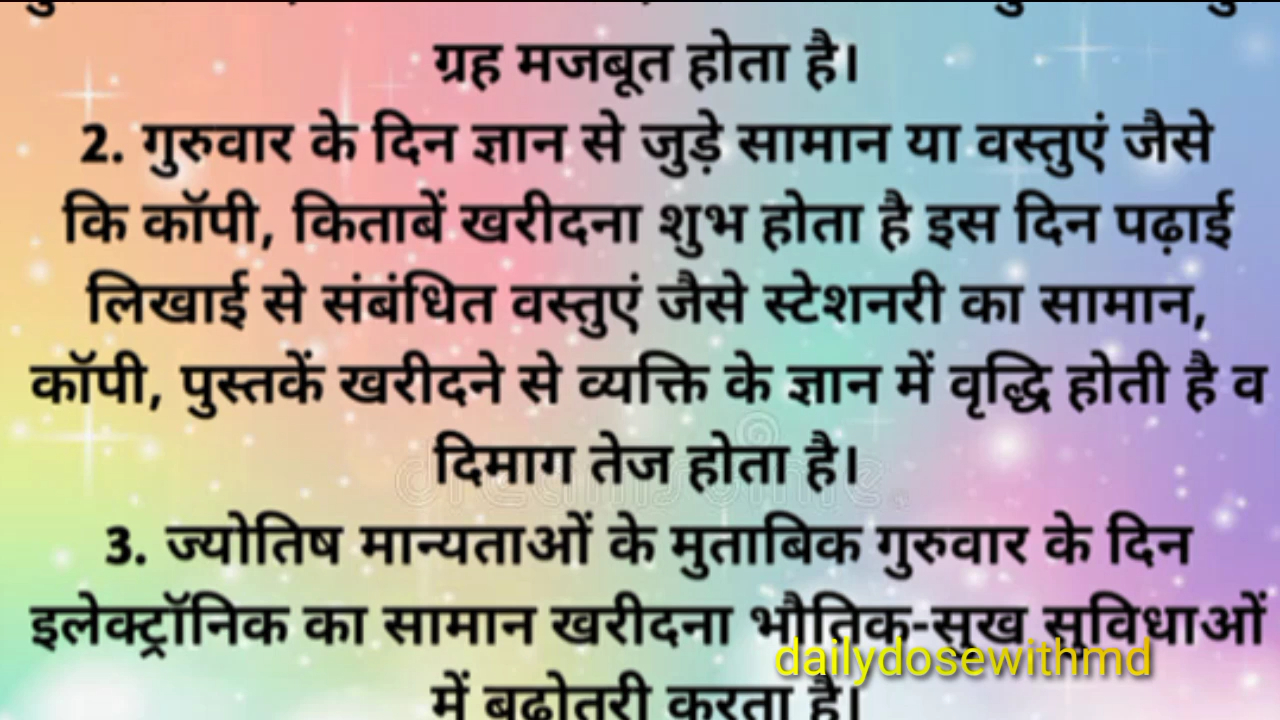 ग्रह मजबूत होता है।
2. गुरुवार के दिन ज्ञान से जुड़े सामान या वस्तुएं जैसे
कि कॉपी, किताबें खरीदना शुभ होता है इस दिन पढ़ाई
लिखाई से संबंधित वस्तुएं जैसे स्टेशनरी का सामान,
कॉपी, पुस्तकें खरीदने से व्यक्ति के ज्ञान में वृद्धि होती है व
दिमाग तेज होता है।
dreamstime
3. ज्योतिष मान्यताओं के मुताबिक गुरुवार के दिन
इलेक्ट्रॉनिक का सामान खरीदना भौतिक-सुख सुविधाओं
dailydosewithmd
में बढ़ोतरी करता है।